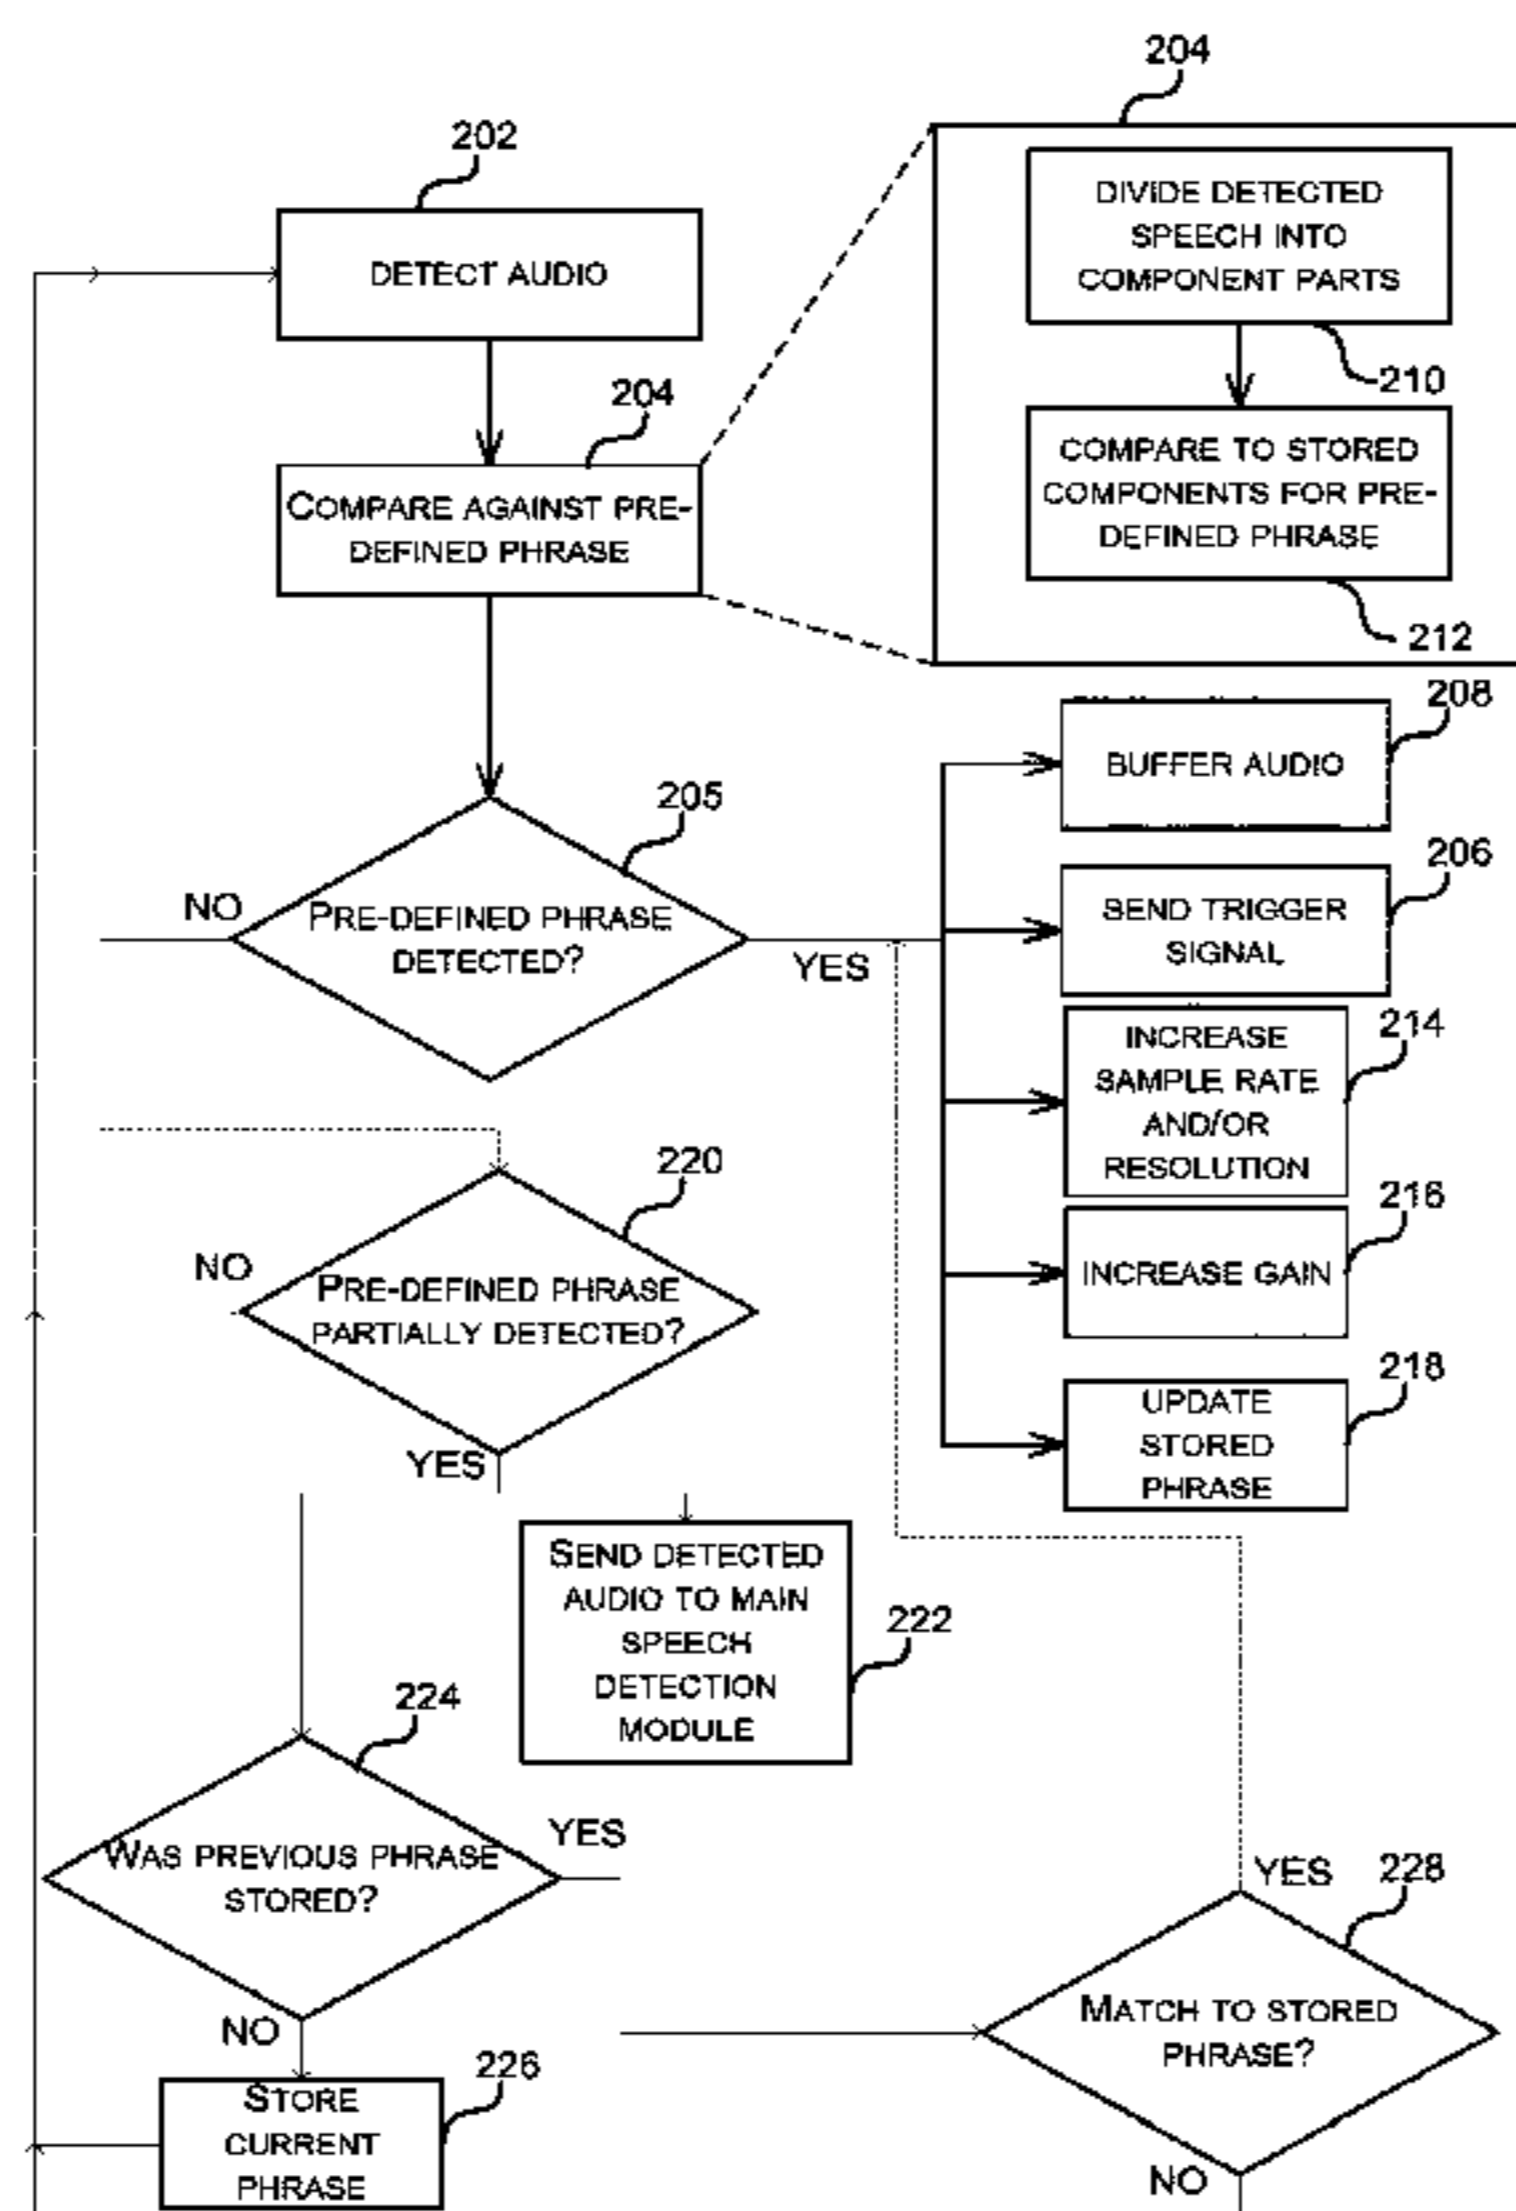 204
202
DIVIDE DETECTED
SPEECH INTO
COMPONENT PARTS
DETECT AUDIO
210
204
COMPARE TO STORED
COMPONENTS FOR PRE-
DEFINED PHRASE
COMPARE AGAINST PRE-
DEFINED PHRASE
212
208
BUFFER AUDIO
205
206
NO
PRE-DEFINED PHRASE
DETECTED?
YES
SEND TRIGGER
SIGNAL
214
INCREASE
SAMPLE RATE
AND/OR
RESOLUTION
220
216
NO
PRE-DEFINED PHRASE
PARTIALLY DETECTED?
INCREASE GAIN
218
YES
UPDATE
STORED
PHRASE
SEND DETECTED
AUDIO TO MAIN
SPEECH
DETECTION
MODULE
222
224
WAS PREVIOUS PHRASE
STORED?
YES
YES
228
NO
MATCH TO STORED
PHRASE?
226
STORE
CURRENT
PHRASE
NO